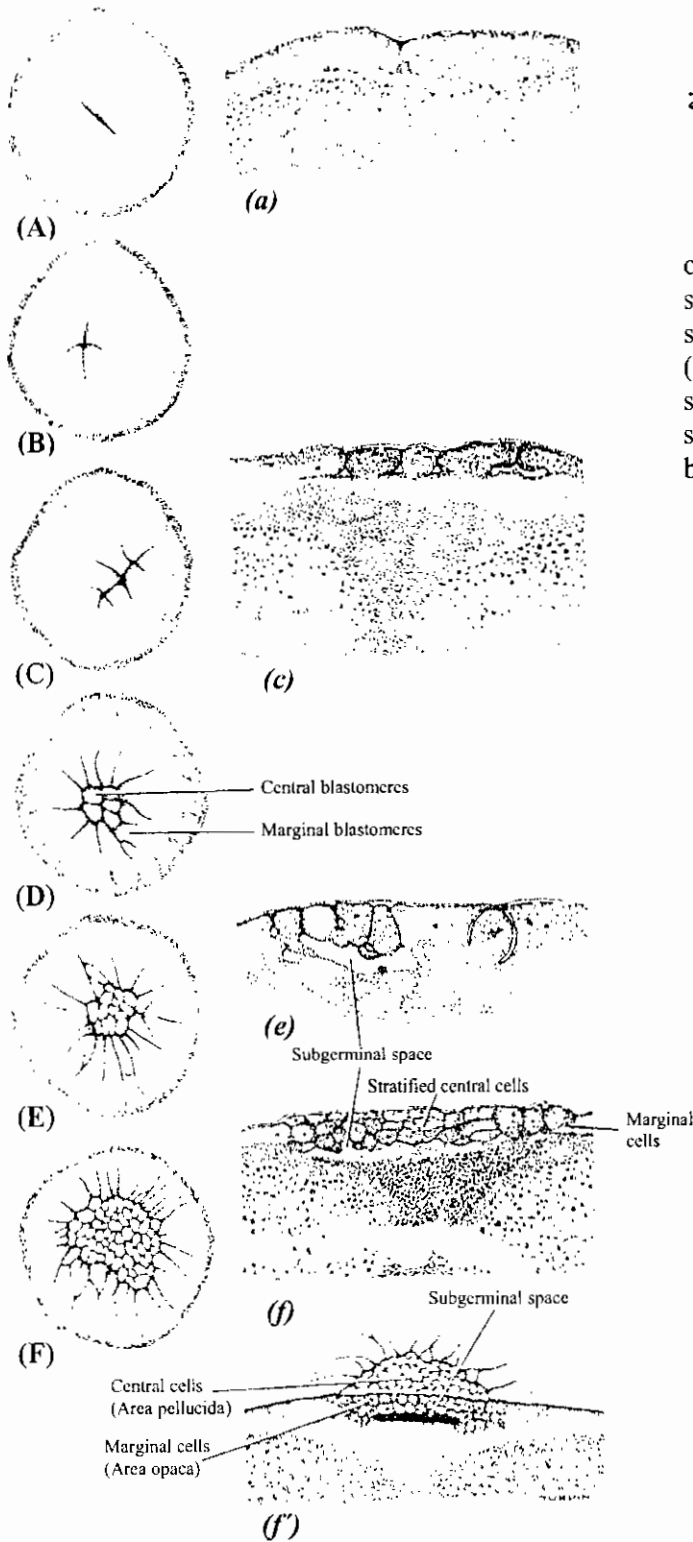 (a)
(A)
(B)
(C)
(c)
Central blastomeres
Marginal blastomeres
(D)
(e)
Subgerminal space
Stratified central cells
(E)
Marginal
cells
(f)
Subgerminal space
(F)
Central cells
(Area pellucida)
Marginal cells
(Area opaca)
(f′)
c
s
s
(
s
s
b